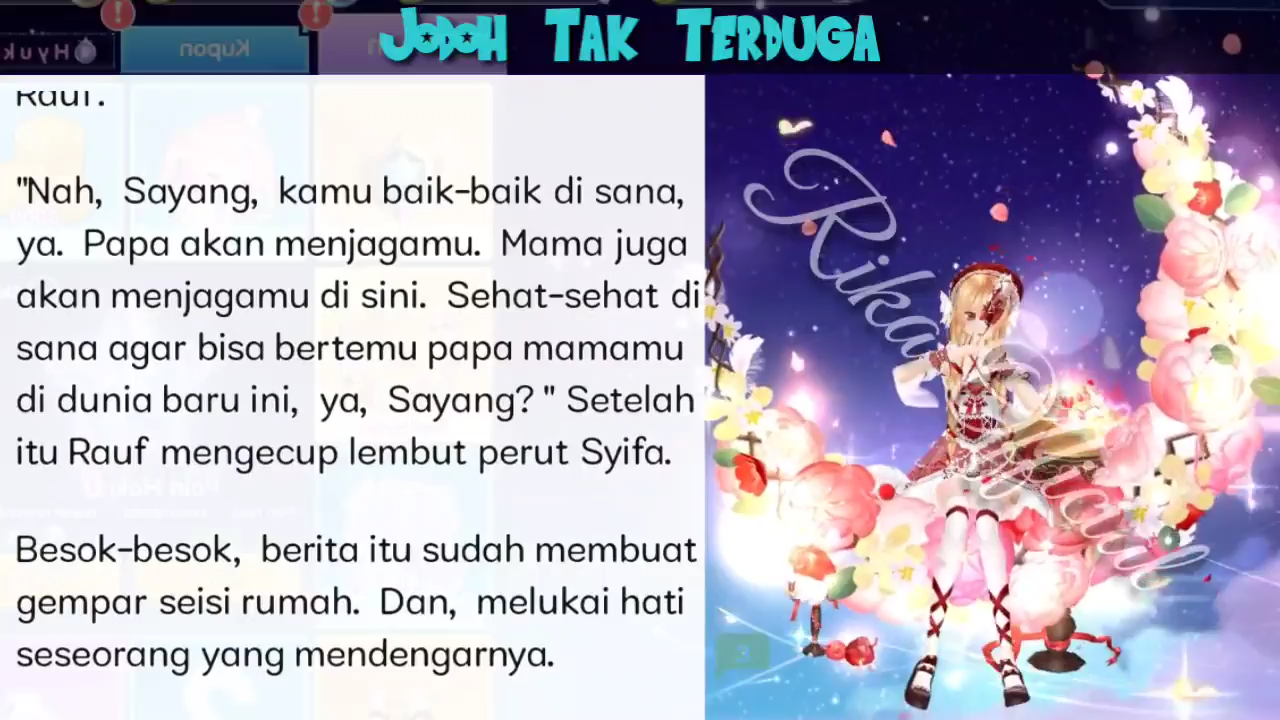 Jodoh Tak Terduga
Kupon
Rauf.
"Nah, Sayang, kamu baik-baik di sana,
ya. Papa akan menjagamu. Mama juga
akan menjagamu di sini. Sehat-sehat di
sana agar bisa bertemu papa mamamu
di dunia baru ini, ya, Sayang?" Setelah
itu Rauf mengecup lembut perut Syifa.
Besok-besok, berita itu sudah membuat
gempar seisi rumah. Dan, melukai hati
seseorang yang mendengarnya.